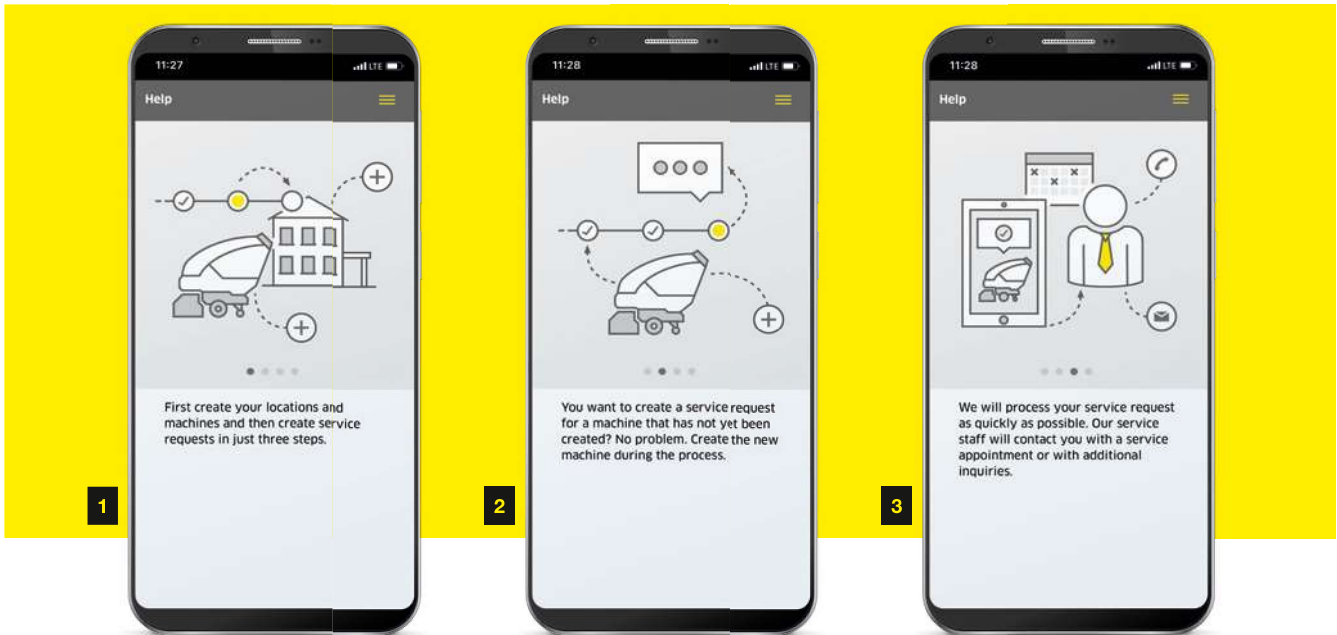 11:27
LTE
Help
First create your locations and
machines and then create service
requests in just three steps.
1
11:28
LTE
Help
You want to create a service request
for a machine that has not yet been
created? No problem. Create the new
machine during the process.
2
11:28
LTE
Help
We will process your service request
as quickly as possible. Our service
staff will contact you with a service
appointment or with additional
inquiries.
3